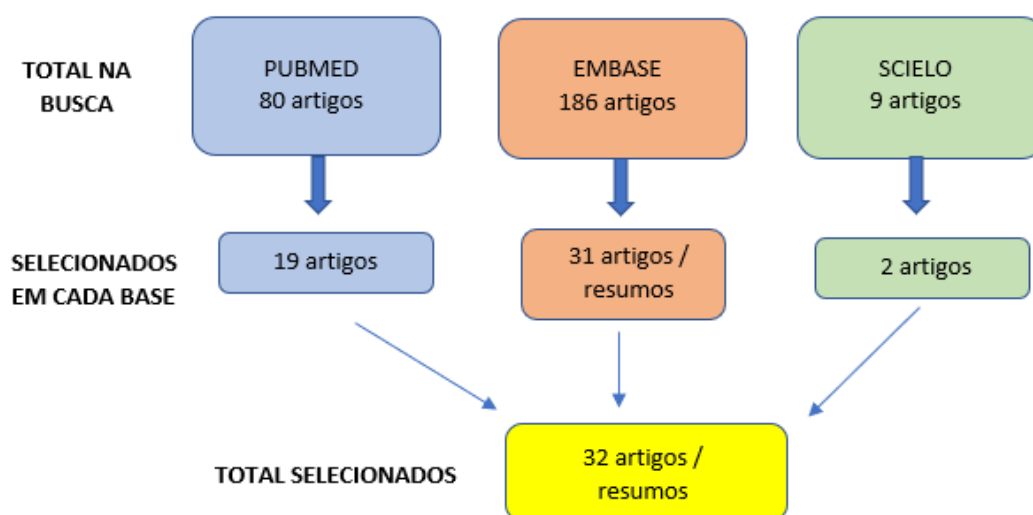 TOTAL NA
BUSCA
PUBMED
80 artigos
EMBASE
186 artigos
SCIELO
9 artigos
SELECIONADOS
EM CADA BASE
19 artigos
31 artigos /
resumos
2 artigos
TOTAL SELECIONADOS
32 artigos /
resumos